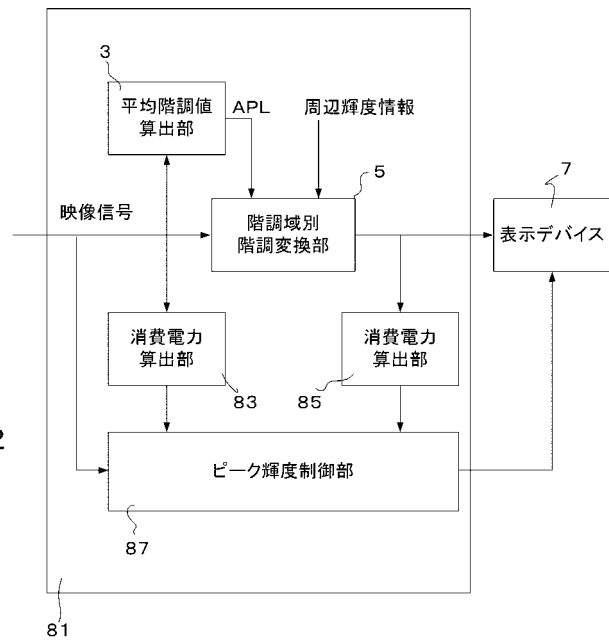 3
平均階調値
算出部
APL
周辺輝度情報
5
7
映像信号
階調域別
階調変換部
表示デバイス
消費電力
算出部
83
消費電力
算出部
85
2
ピーク輝度制御部
87
81